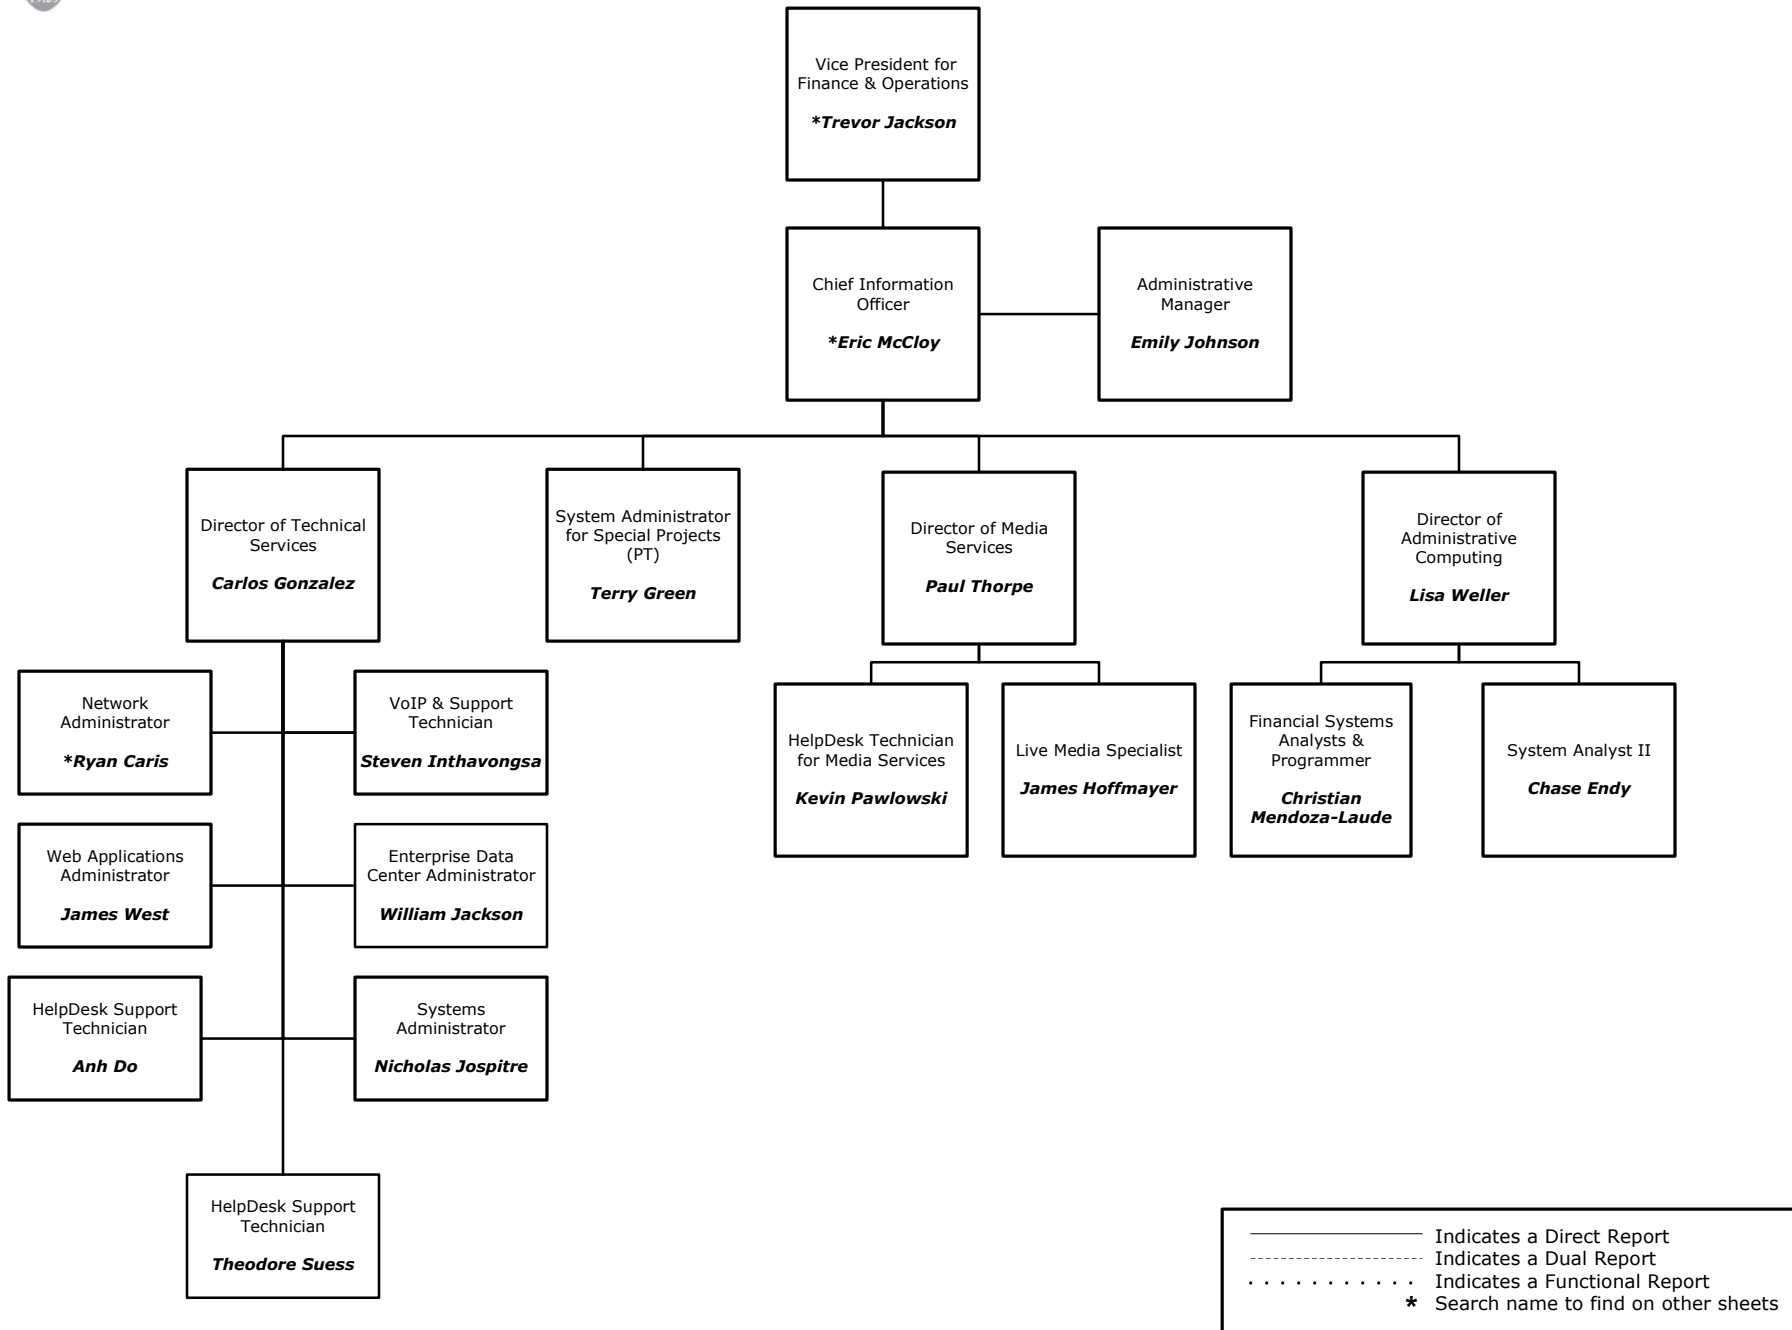 Vice President for
Finance & Operations
*Trevor Jackson
Chief Information
Officer
*Eric McCloy
Administrative
Manager
Emily Johnson
Director of Technical
Services
Carlos Gonzalez
System Administrator
for Special Projects
(PT)
Terry Green
Director of Media
Services
Paul Thorpe
Director of
Administrative
Computing
Lisa Weller
Network
Administrator
*Ryan Caris
VoIP & Support
Technician
Steven Inthavongsa
HelpDesk Technician
for Media Services
Kevin Pawlowski
Live Media Specialist
James Hoffmayer
Financial Systems
Analysts &
Programmer
Christian
Mendoza-Laude
System Analyst II
Chase Endy
Web Applications
Administrator
James West
Enterprise Data
Center Administrator
William Jackson
HelpDesk Support
Technician
Anh Do
Systems
Administrator
Nicholas Jospitre
HelpDesk Support
Technician
Theodore Suess
Indicates a Direct Report
Indicates a Dual Report
Indicates a Functional Report
* Search name to find on other sheets